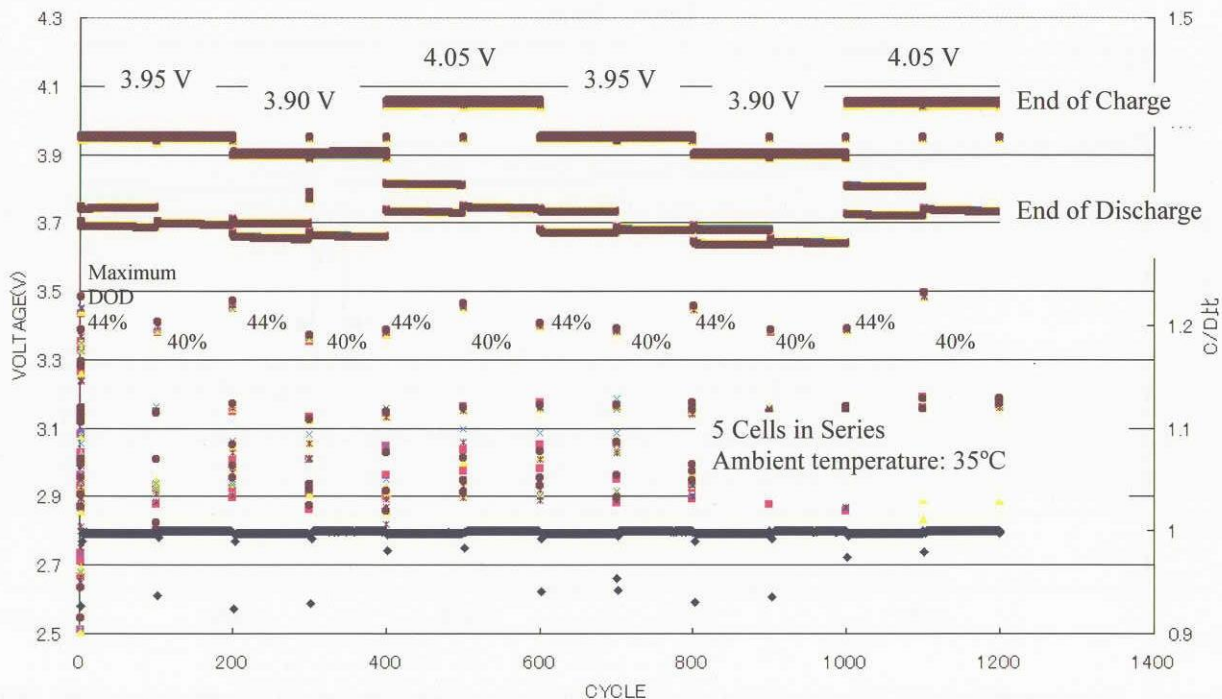 4.3
4.1
3.9
3.7
3.5
3.3
3.1
2.9
2.7
2.5
VOLTAGE(V)
1.5
1.2
1.1
1
0.9
3.95 V
3.90 V
4.05 V
3.95 V
3.90 V
4.05 V
End of Charge
End of Discharge
Maximum
DOD
44%
40%
44%
40%
44%
40%
44%
40%
44%
40%
44%
40%
5 Cells in Series
Ambient temperature: 35°C
0
200
400
600
800
1000
1200
1400
CYCLE